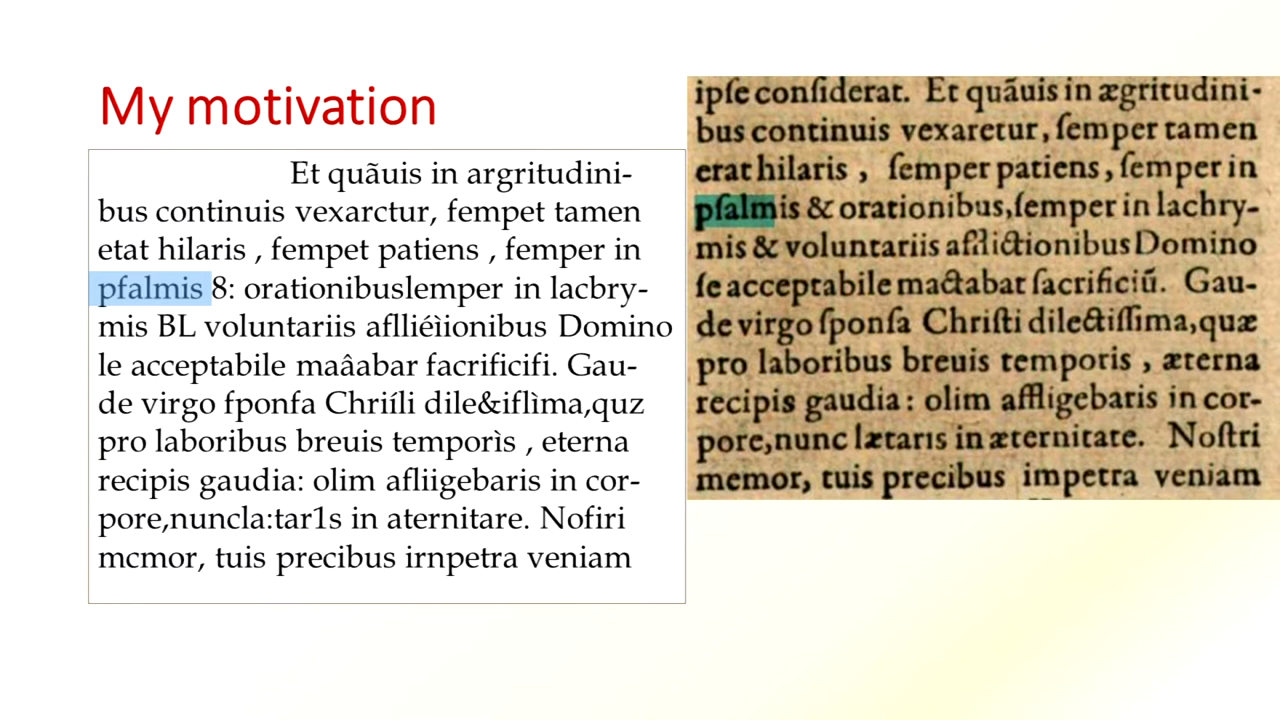 My motivation
Et quãuis in argritudini-
bus continuis vexarctur, fempet tamen
etat hilaris , fempet patiens , femper in
pfalmis 8: orationibuslemper in lacbry-
mis BL voluntariis aflliéìionibus Domino
le acceptabile maâabar facrificifi. Gau-
de virgo fponfa Chriíli dile&iflìma,quz
pro laboribus breuis temporìs , eterna
recipis gaudia: olim afliigebaris in cor-
pore,nuncla:tar1s in aternitare. Nofiri
mcmor, tuis precibus irnpetra veniam
ipſe conſiderat. Et quãuis in ægritudini-
bus continuis vexaretur, ſemper tamen
erat hilaris , ſemper patiens, ſemper in
pſalmis & orationibus,ſemper in lachry-
mis & voluntariis afflictionibus Domino
ſe acceptabile mactabat ſacrificiũ. Gau-
de virgo ſponſa Chriſti dilectiſſima,quæ
pro laboribus breuis temporis , æterna
recipis gaudia: olim affligebaris in cor-
pore,nunc lætaris in æternitate. Noſtri
memor, tuis precibus impetra veniam